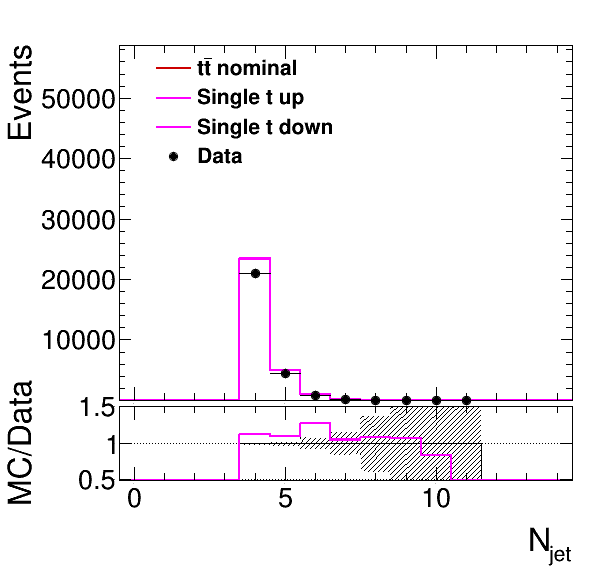 Events
50000
40000
30000
20000
10000
tt̄ nominal
Single t up
Single t down
Data
MC/Data
1.5
1
0.5
0 5 10
N_jet